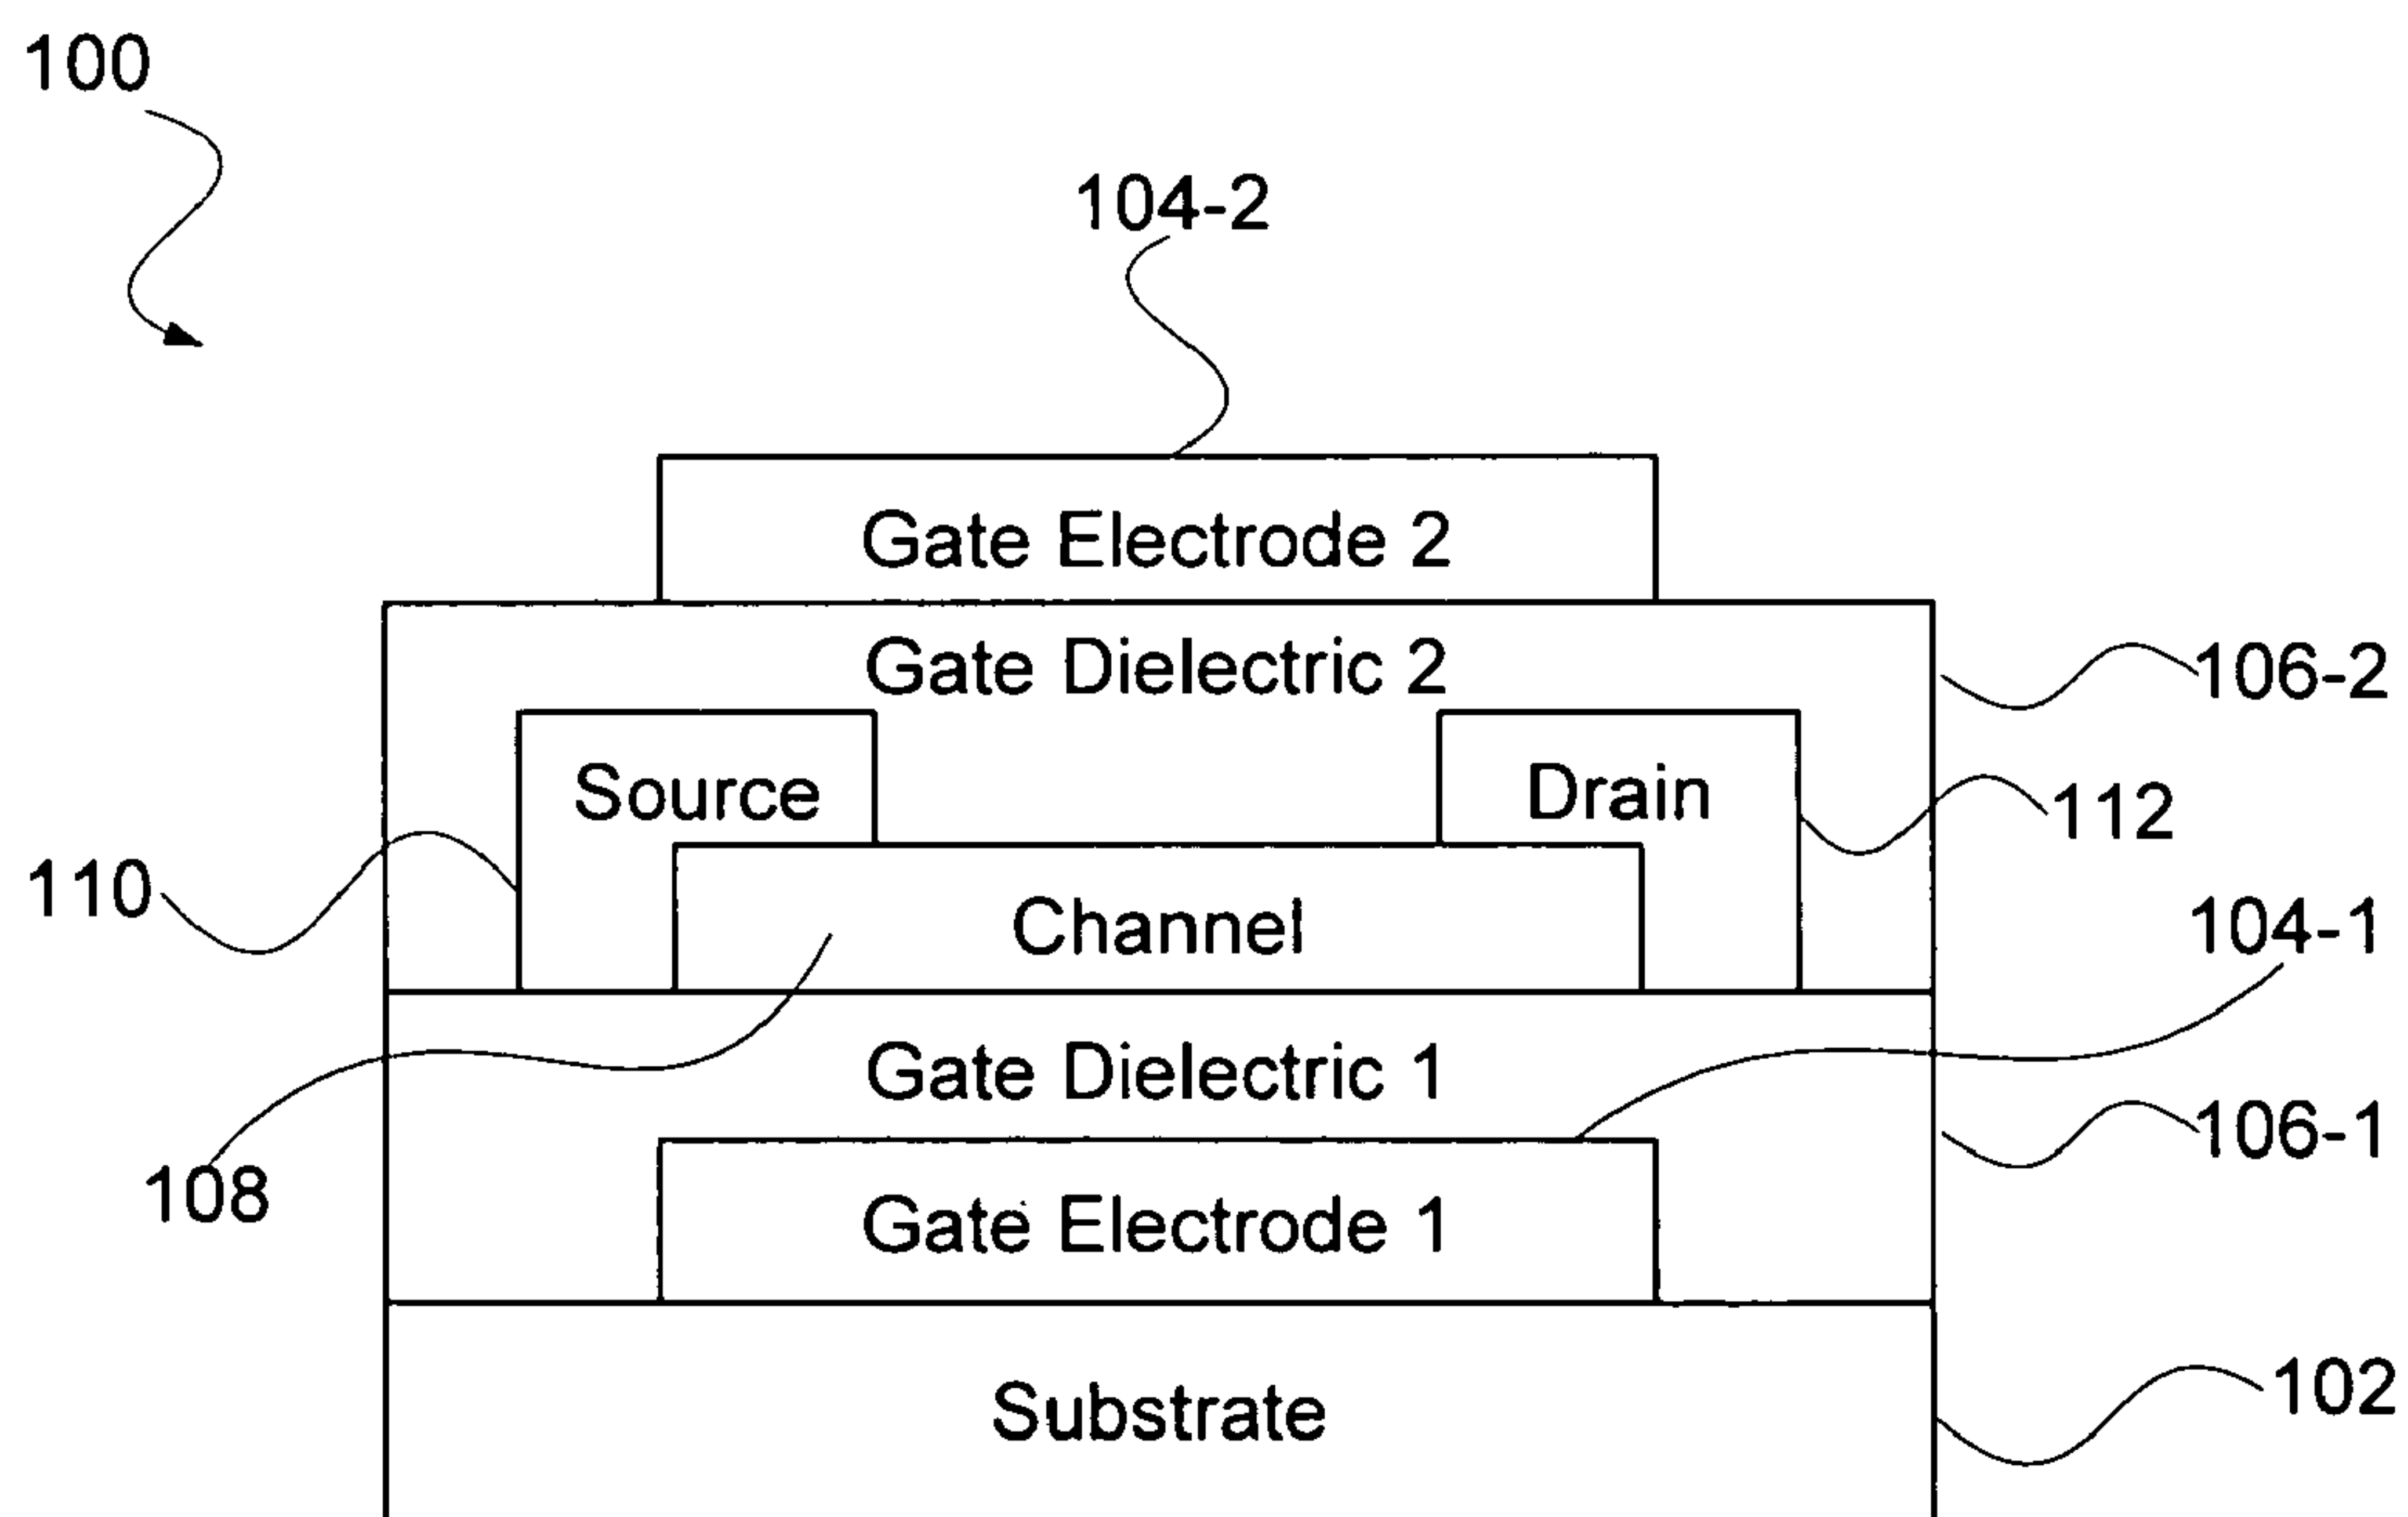 100
104-2
Gate Electrode 2
Gate Dielectric 2
106-2
Source
Drain
112
110
Channel
104-1
Gate Dielectric 1
106-1
108
Gate Electrode 1
102
Substrate